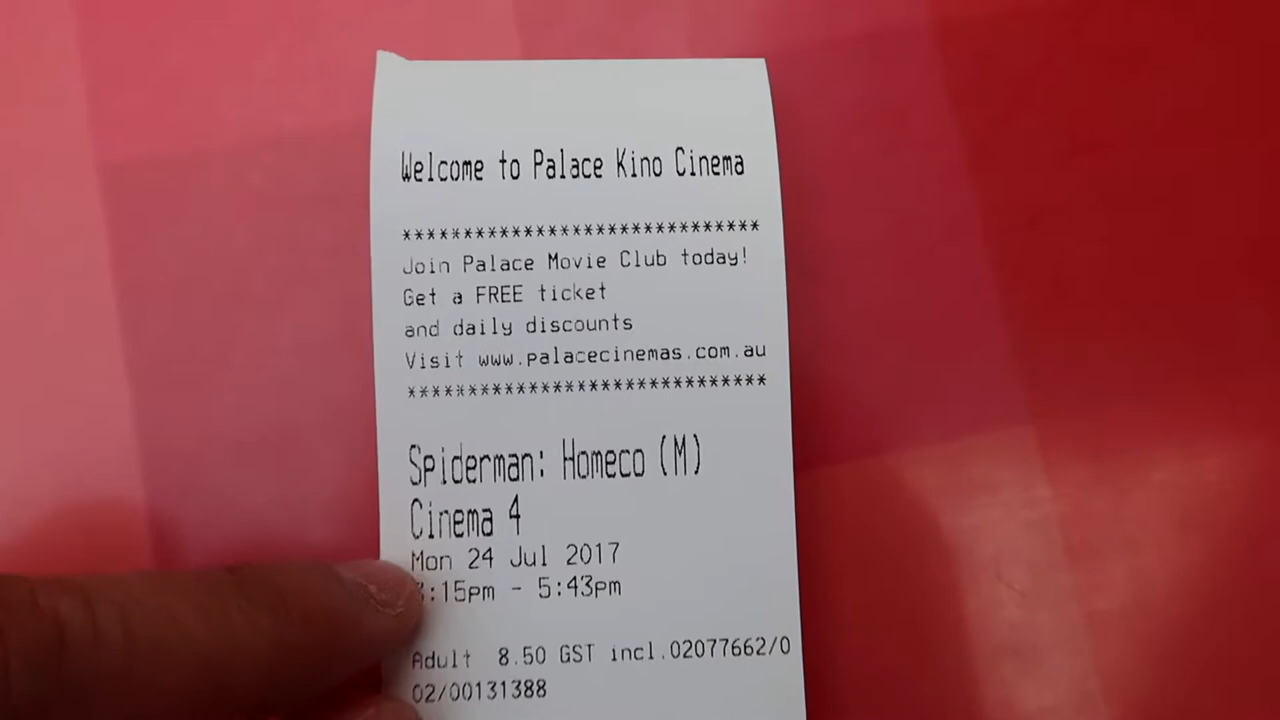 Welcome to Palace Kino Cinema
******************************
Join Palace Movie Club today!
Get a FREE ticket
and daily discounts
Visit www.palacecinemas.com.au
******************************
Spiderman: Homeco (M)
Cinema 4
Mon 24 Jul 2017
3:15pm - 5:43pm
Adult 8.50 GST incl.02077662/0
02/00131388